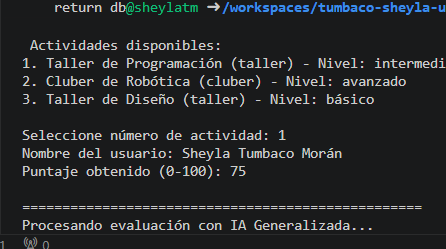 return db@sheylatm ➜/workspaces/tumbaco-sheyla-u
Actividades disponibles:
1. Taller de Programación (taller) - Nivel: intermedi
2. Cluber de Robótica (cluber) - Nivel: avanzado
3. Taller de Diseño (taller) - Nivel: básico
Seleccione número de actividad: 1
Nombre del usuario: Sheyla Tumbaco Morán
Puntaje obtenido (0-100): 75
==================================================
Procesando evaluación con IA Generalizada...
1 0